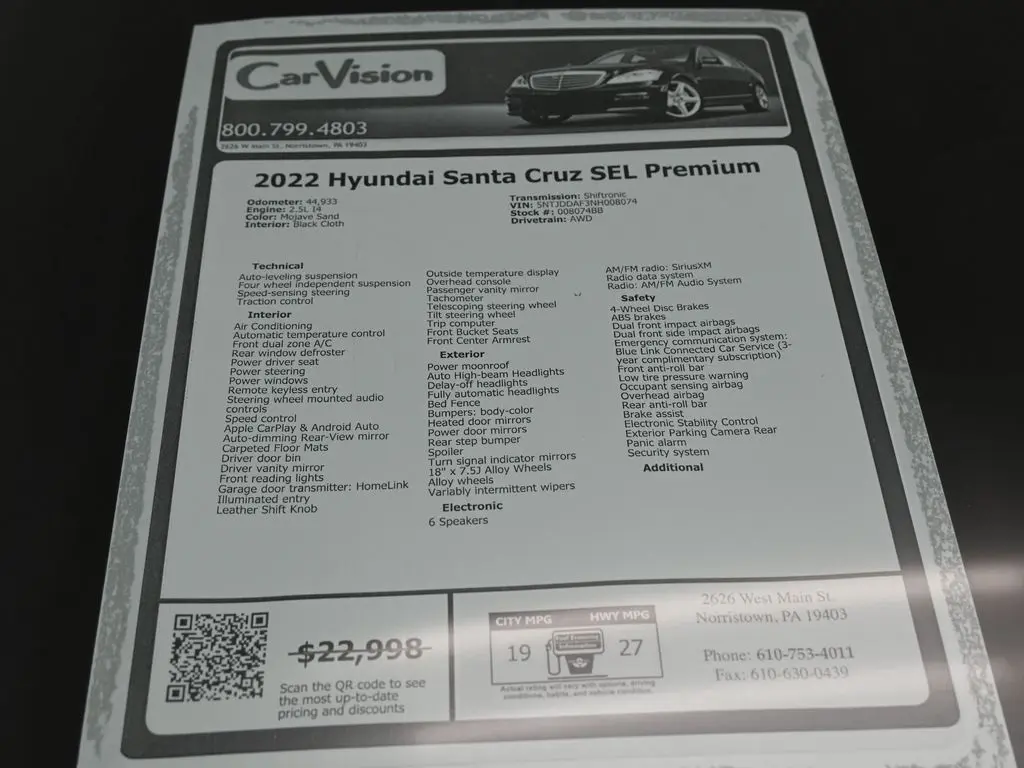 CarVision
800.799.4803
2626 W Main St, Norristown, PA 19403
2022 Hyundai Santa Cruz SEL Premium
Odometer: 44,933
Engine: 2.5L I4
Color: Mojave Sand
Interior: Black Cloth
Transmission: Shiftronic
VIN: 5NTJDDAF3NH008074
Stock #: 008074BB
Drivetrain: AWD
Technical
Auto-leveling suspension
Four wheel independent suspension
Speed-sensing steering
Traction control
Interior
Air Conditioning
Automatic temperature control
Front dual zone A/C
Rear window defroster
Power driver seat
Power steering
Power windows
Remote keyless entry
Steering wheel mounted audio
controls
Speed control
Apple CarPlay & Android Auto
Auto-dimming Rear-View mirror
Carpeted Floor Mats
Driver door bin
Driver vanity mirror
Front reading lights
Garage door transmitter: HomeLink
Illuminated entry
Leather Shift Knob
Outside temperature display
Overhead console
Passenger vanity mirror
Tachometer
Telescoping steering wheel
Tilt steering wheel
Trip computer
Front Bucket Seats
Front Center Armrest
Exterior
Power moonroof
Auto High-beam Headlights
Delay-off headlights
Fully automatic headlights
Bed Fence
Bumpers: body-color
Heated door mirrors
Power door mirrors
Rear step bumper
Spoiler
Turn signal indicator mirrors
18" x 7.5J Alloy Wheels
Alloy wheels
Variably intermittent wipers
Electronic
6 Speakers
AM/FM radio: SiriusXM
Radio data system
Radio: AM/FM Audio System
Safety
4-Wheel Disc Brakes
ABS brakes
Dual front impact airbags
Dual front side impact airbags
Emergency communication system:
Blue Link Connected Car Service (3-
year complimentary subscription)
Front anti-roll bar
Low tire pressure warning
Occupant sensing airbag
Overhead airbag
Rear anti-roll bar
Brake assist
Electronic Stability Control
Exterior Parking Camera Rear
Panic alarm
Security system
Additional
$22,998
Scan the QR code to see
the most up-to-date
pricing and discounts
CITY MPG
HWY MPG
19
Fuel Economy
Information
27
Actual rating will vary with options, driving
conditions, habits, and vehicle condition.
2626 West Main St.
Norristown, PA 19403
Phone: 610-753-4011
Fax: 610-630-0439